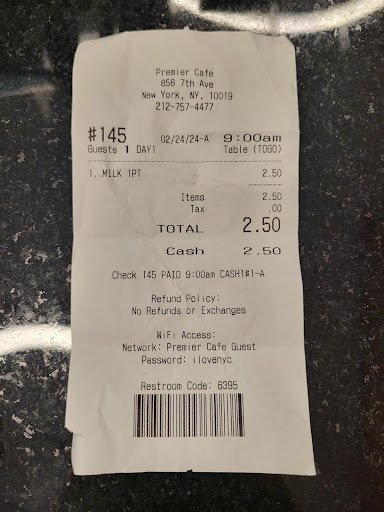 Premier Cafe
856 7th Ave
New York, NY, 10019
212-757-4477
#145 02/24/24-A 9:00am
Guests 1 DAY1 Table (TOGO)
1..MILK 1PT 2.50
Items 2.50
Tax .00
TOTAL 2.50
Cash 2.50
Check 145 PAID 9:00am CASH1#1-A
Refund Policy:
No Refunds or Exchanges
WiFi Access:
Network: Premier Cafe Guest
Password: ilovenyc
Restroom Code: 6395